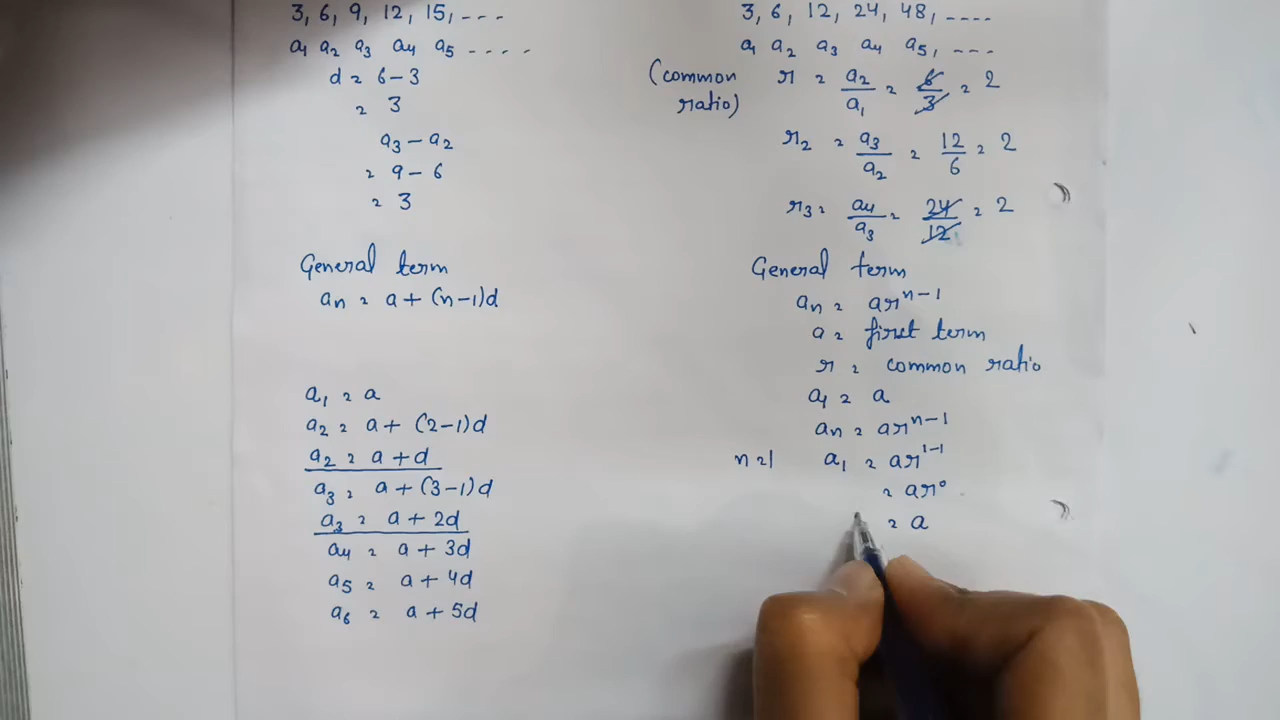 3, 6, 9, 12, 15, ----
a1 a2 a3 a4 a5 ----
d = 6-3
= 3
a3 - a2
= 9 - 6
= 3
General term
an = a + (n-1)d
a1 = a
a2 = a + (2-1)d
a2 = a + d
a3 = a + (3-1)d
a3 = a + 2d
a4 = a + 3d
a5 = a + 4d
a6 = a + 5d
3, 6, 12, 24, 48, ----
a1 a2 a3 a4 a5, ---
(common ratio) r = a2/a1 = 6/3 = 2
r2 = a3/a2 = 12/6 = 2
r3 = a4/a3 = 24/12 = 2
General term
an = ar^n-1
a = first term
r = common ratio
a1 = a
an = ar^n-1
n=1 a1 = ar^1-1
= ar^0
= a